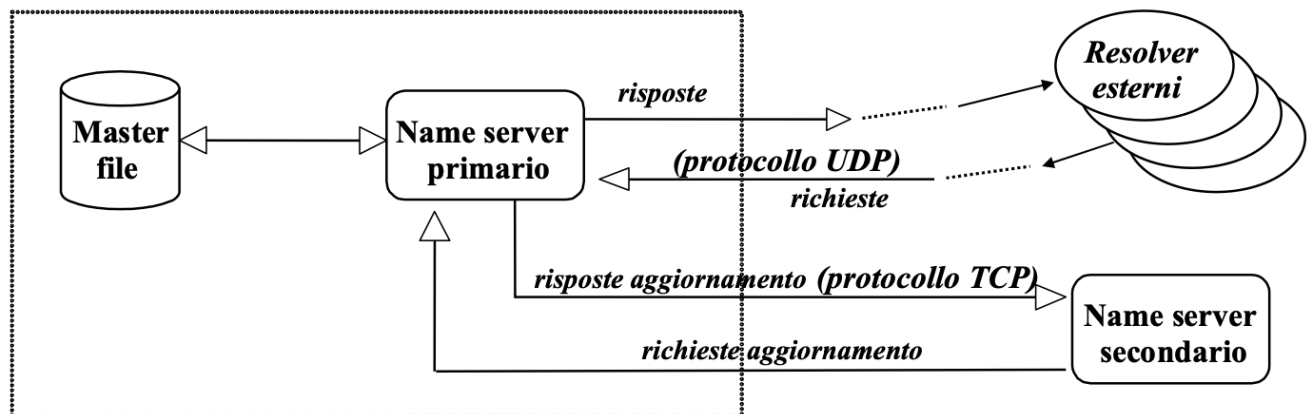 Resolver
esterni
risposte
Master
file
Name server
primario
(protocollo UDP)
richieste
risposte aggiornamento (protocollo TCP)
Name server
secondario
richieste aggiornamento